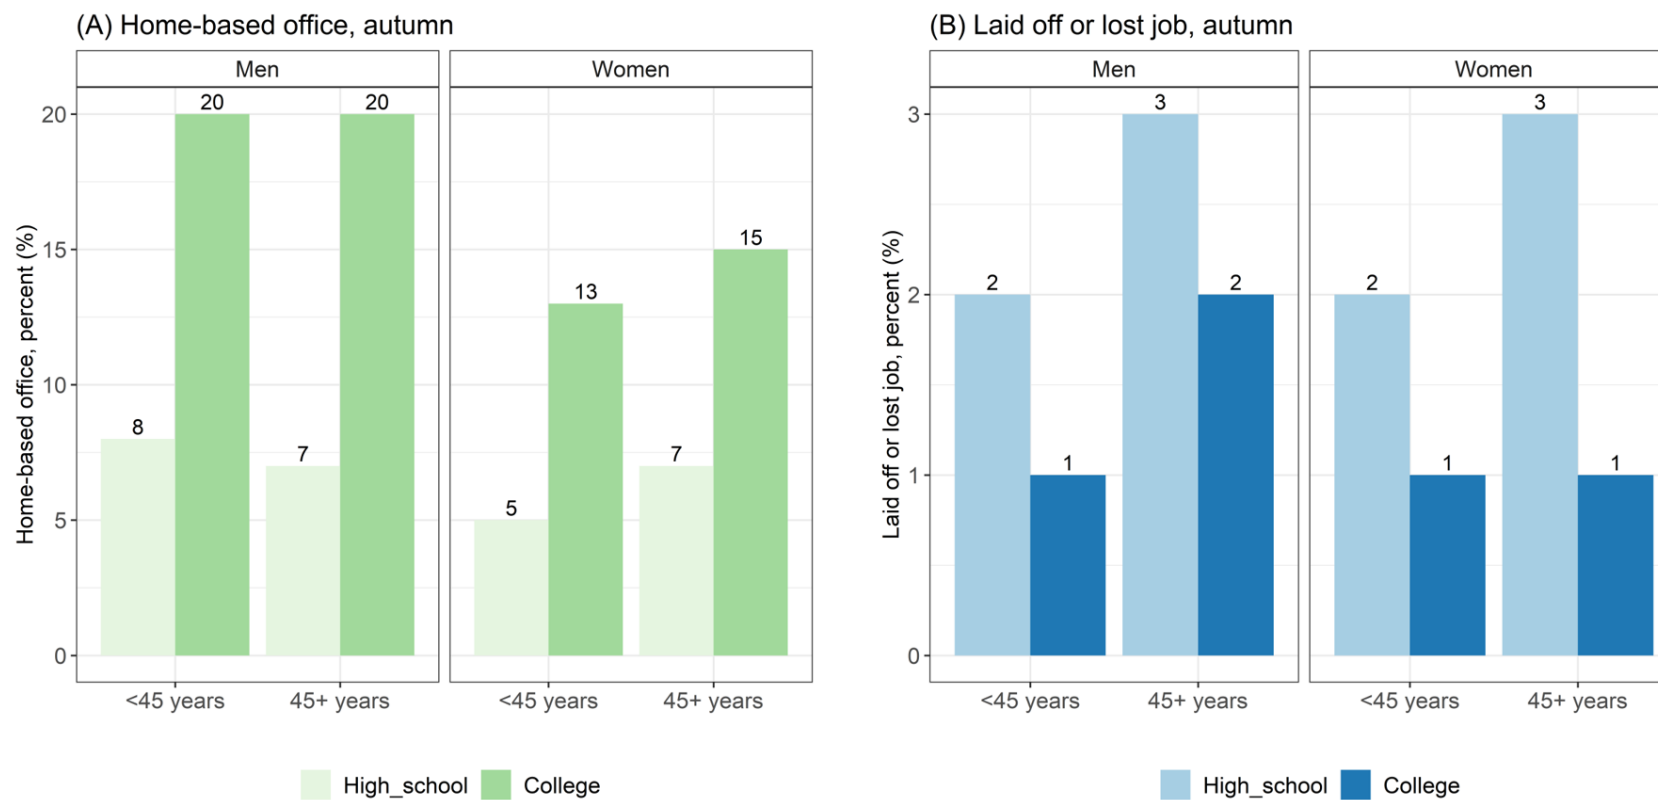 (A) Home-based office, autumn
Men
Women
Home-based office, percent (%)
20
15
10
5
0
20
20
8
7
13
15
5
7
<45 years
45+ years
<45 years
45+ years
High_school
College
(B) Laid off or lost job, autumn
Men
Women
Laid off or lost job, percent (%)
3
2
1
0
2
1
3
2
2
1
3
1
<45 years
45+ years
<45 years
45+ years
High_school
College